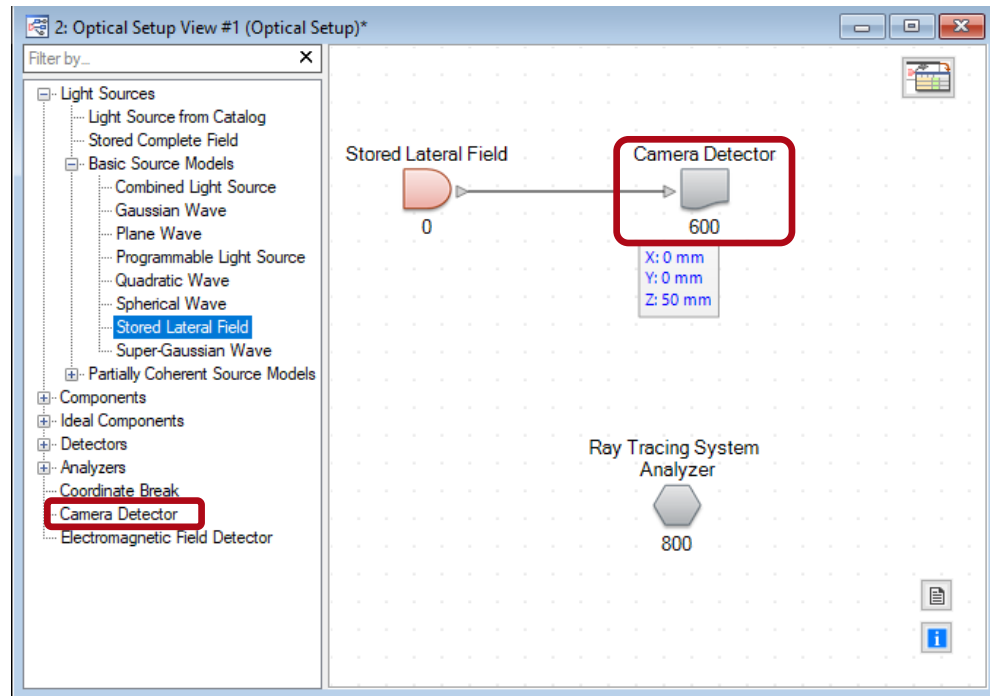 2: Optical Setup View #1 (Optical Setup)*
Filter by...
Light Sources
Light Source from Catalog
Stored Complete Field
Basic Source Models
Combined Light Source
Gaussian Wave
Plane Wave
Programmable Light Source
Quadratic Wave
Spherical Wave
Stored Lateral Field
Super-Gaussian Wave
Partially Coherent Source Models
Components
Ideal Components
Detectors
Analyzers
Coordinate Break
Camera Detector
Electromagnetic Field Detector
Stored Lateral Field
0
Camera Detector
600
X: 0 mm
Y: 0 mm
Z: 50 mm
Ray Tracing System
Analyzer
800